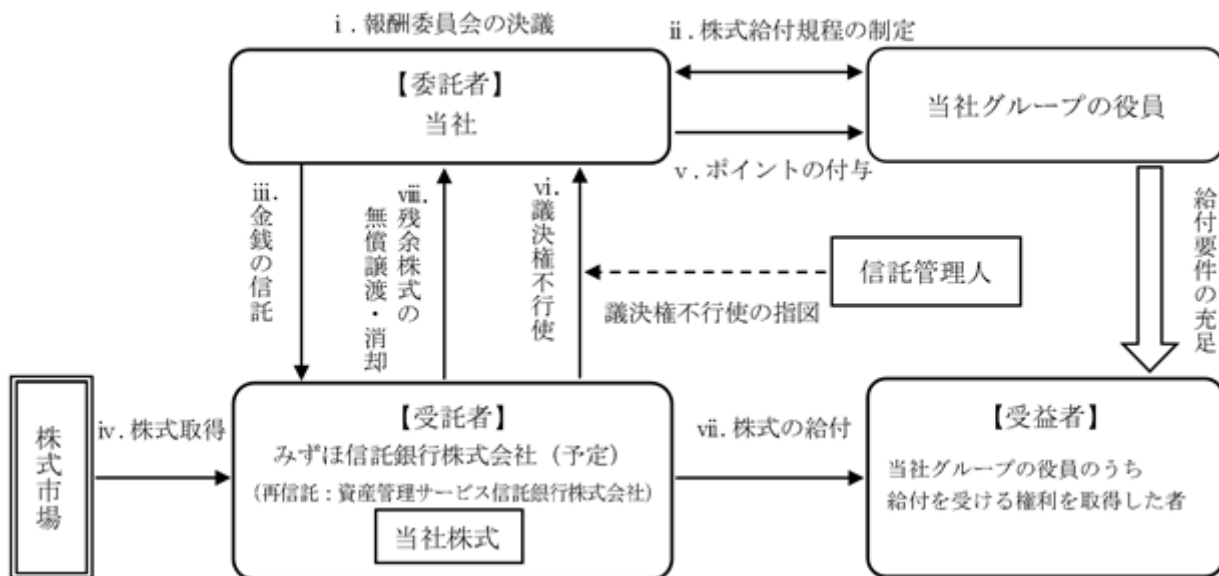 ⅰ.報酬委員会の決議
ⅱ.株式給付規程の制定
【委託者】
当社
当社グループの役員
ⅴ.ポイントの付与
ⅲ.金銭の信託
ⅷ.残余株式の
無償譲渡・消却
ⅵ.議決権不行使
信託管理人
議決権不行使の指図
給付要件の充足
株式市場
ⅳ.株式取得
【受託者】
みずほ信託銀行株式会社（予定）
（再信託：資産管理サービス信託銀行株式会社）
当社株式
ⅶ.株式の給付
【受益者】
当社グループの役員のうち
給付を受ける権利を取得した者